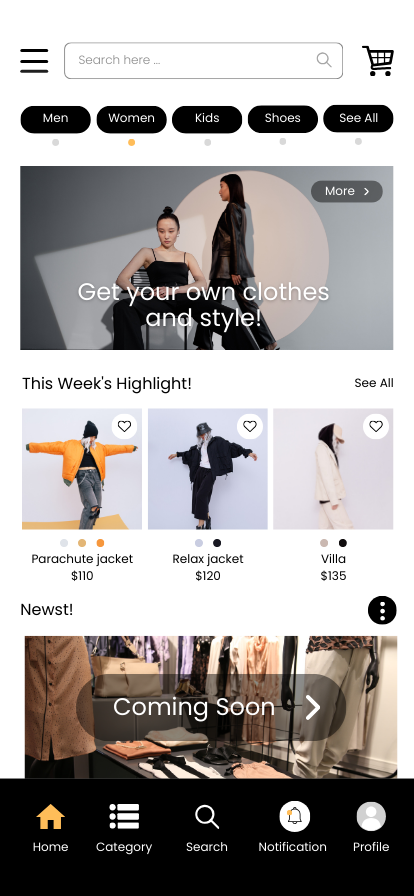 Search here ...
Men
Women
Kids
Shoes
See All
More
Get your own clothes
and style!
This Week's Highlight!
See All
Parachute jacket
$110
Relax jacket
$120
Villa
$135
Newst!
Coming Soon
Home
Category
Search
Notification
Profile